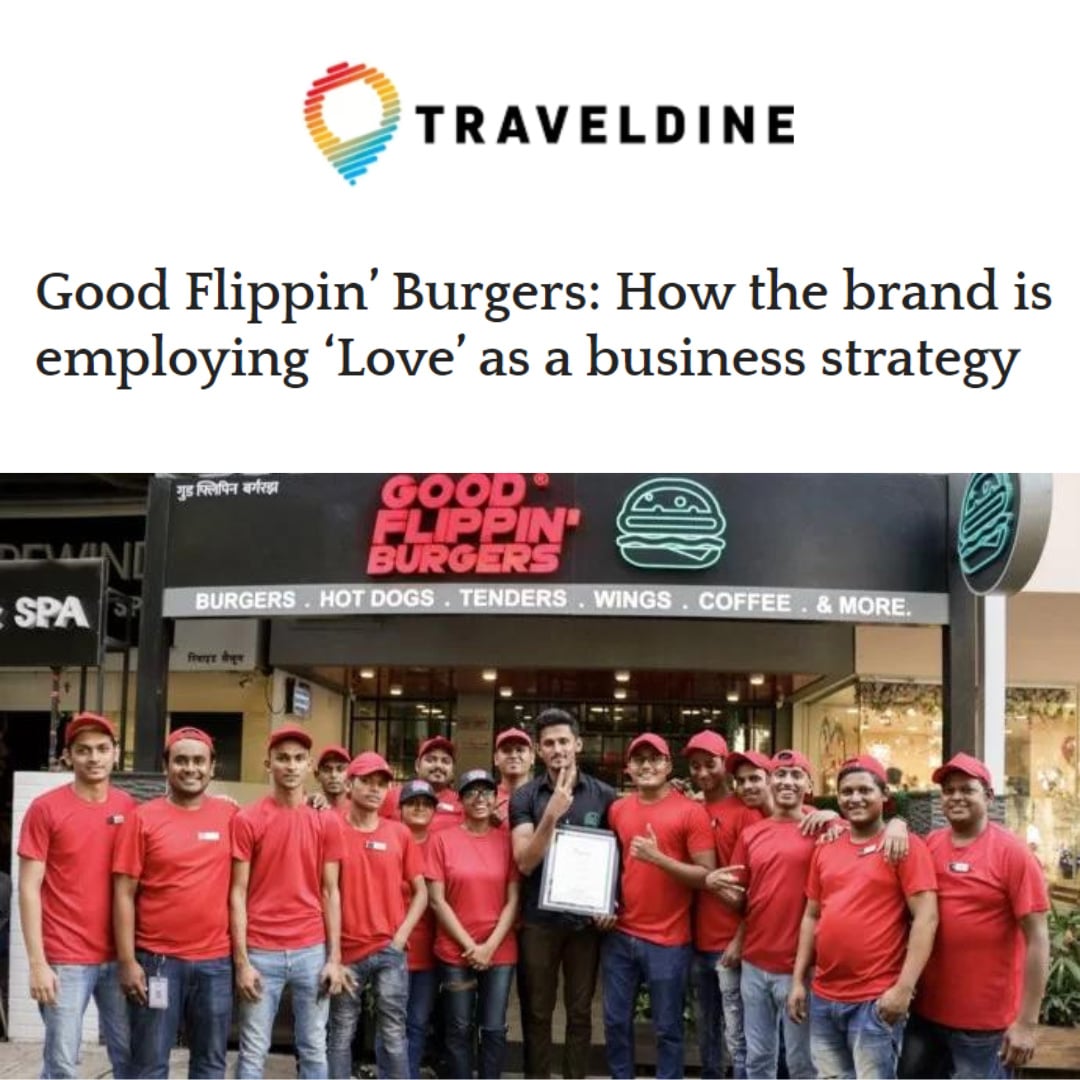 TRAVELDINE
Good Flippin’ Burgers: How the brand is
employing ‘Love’ as a business strategy
गुड फ्लिपिन बर्गरझ
GOOD ®
FLIPPIN'
BURGERS
BURGERS . HOT DOGS . TENDERS . WINGS . COFFEE . & MORE.
SPA